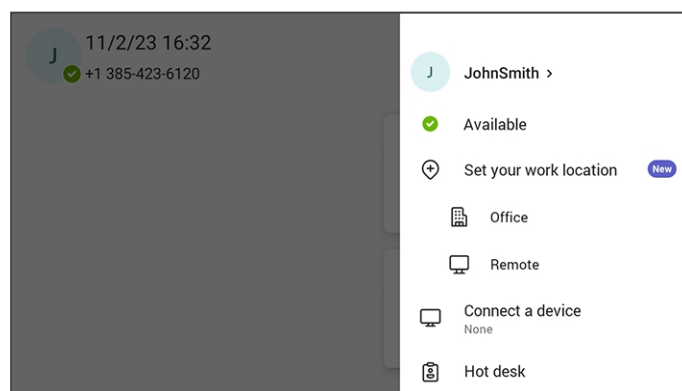 J
11/2/23 16:32
+1 385-423-6120
J
JohnSmith >
Available
Set your work location New
Office
Remote
Connect a device
None
Hot desk